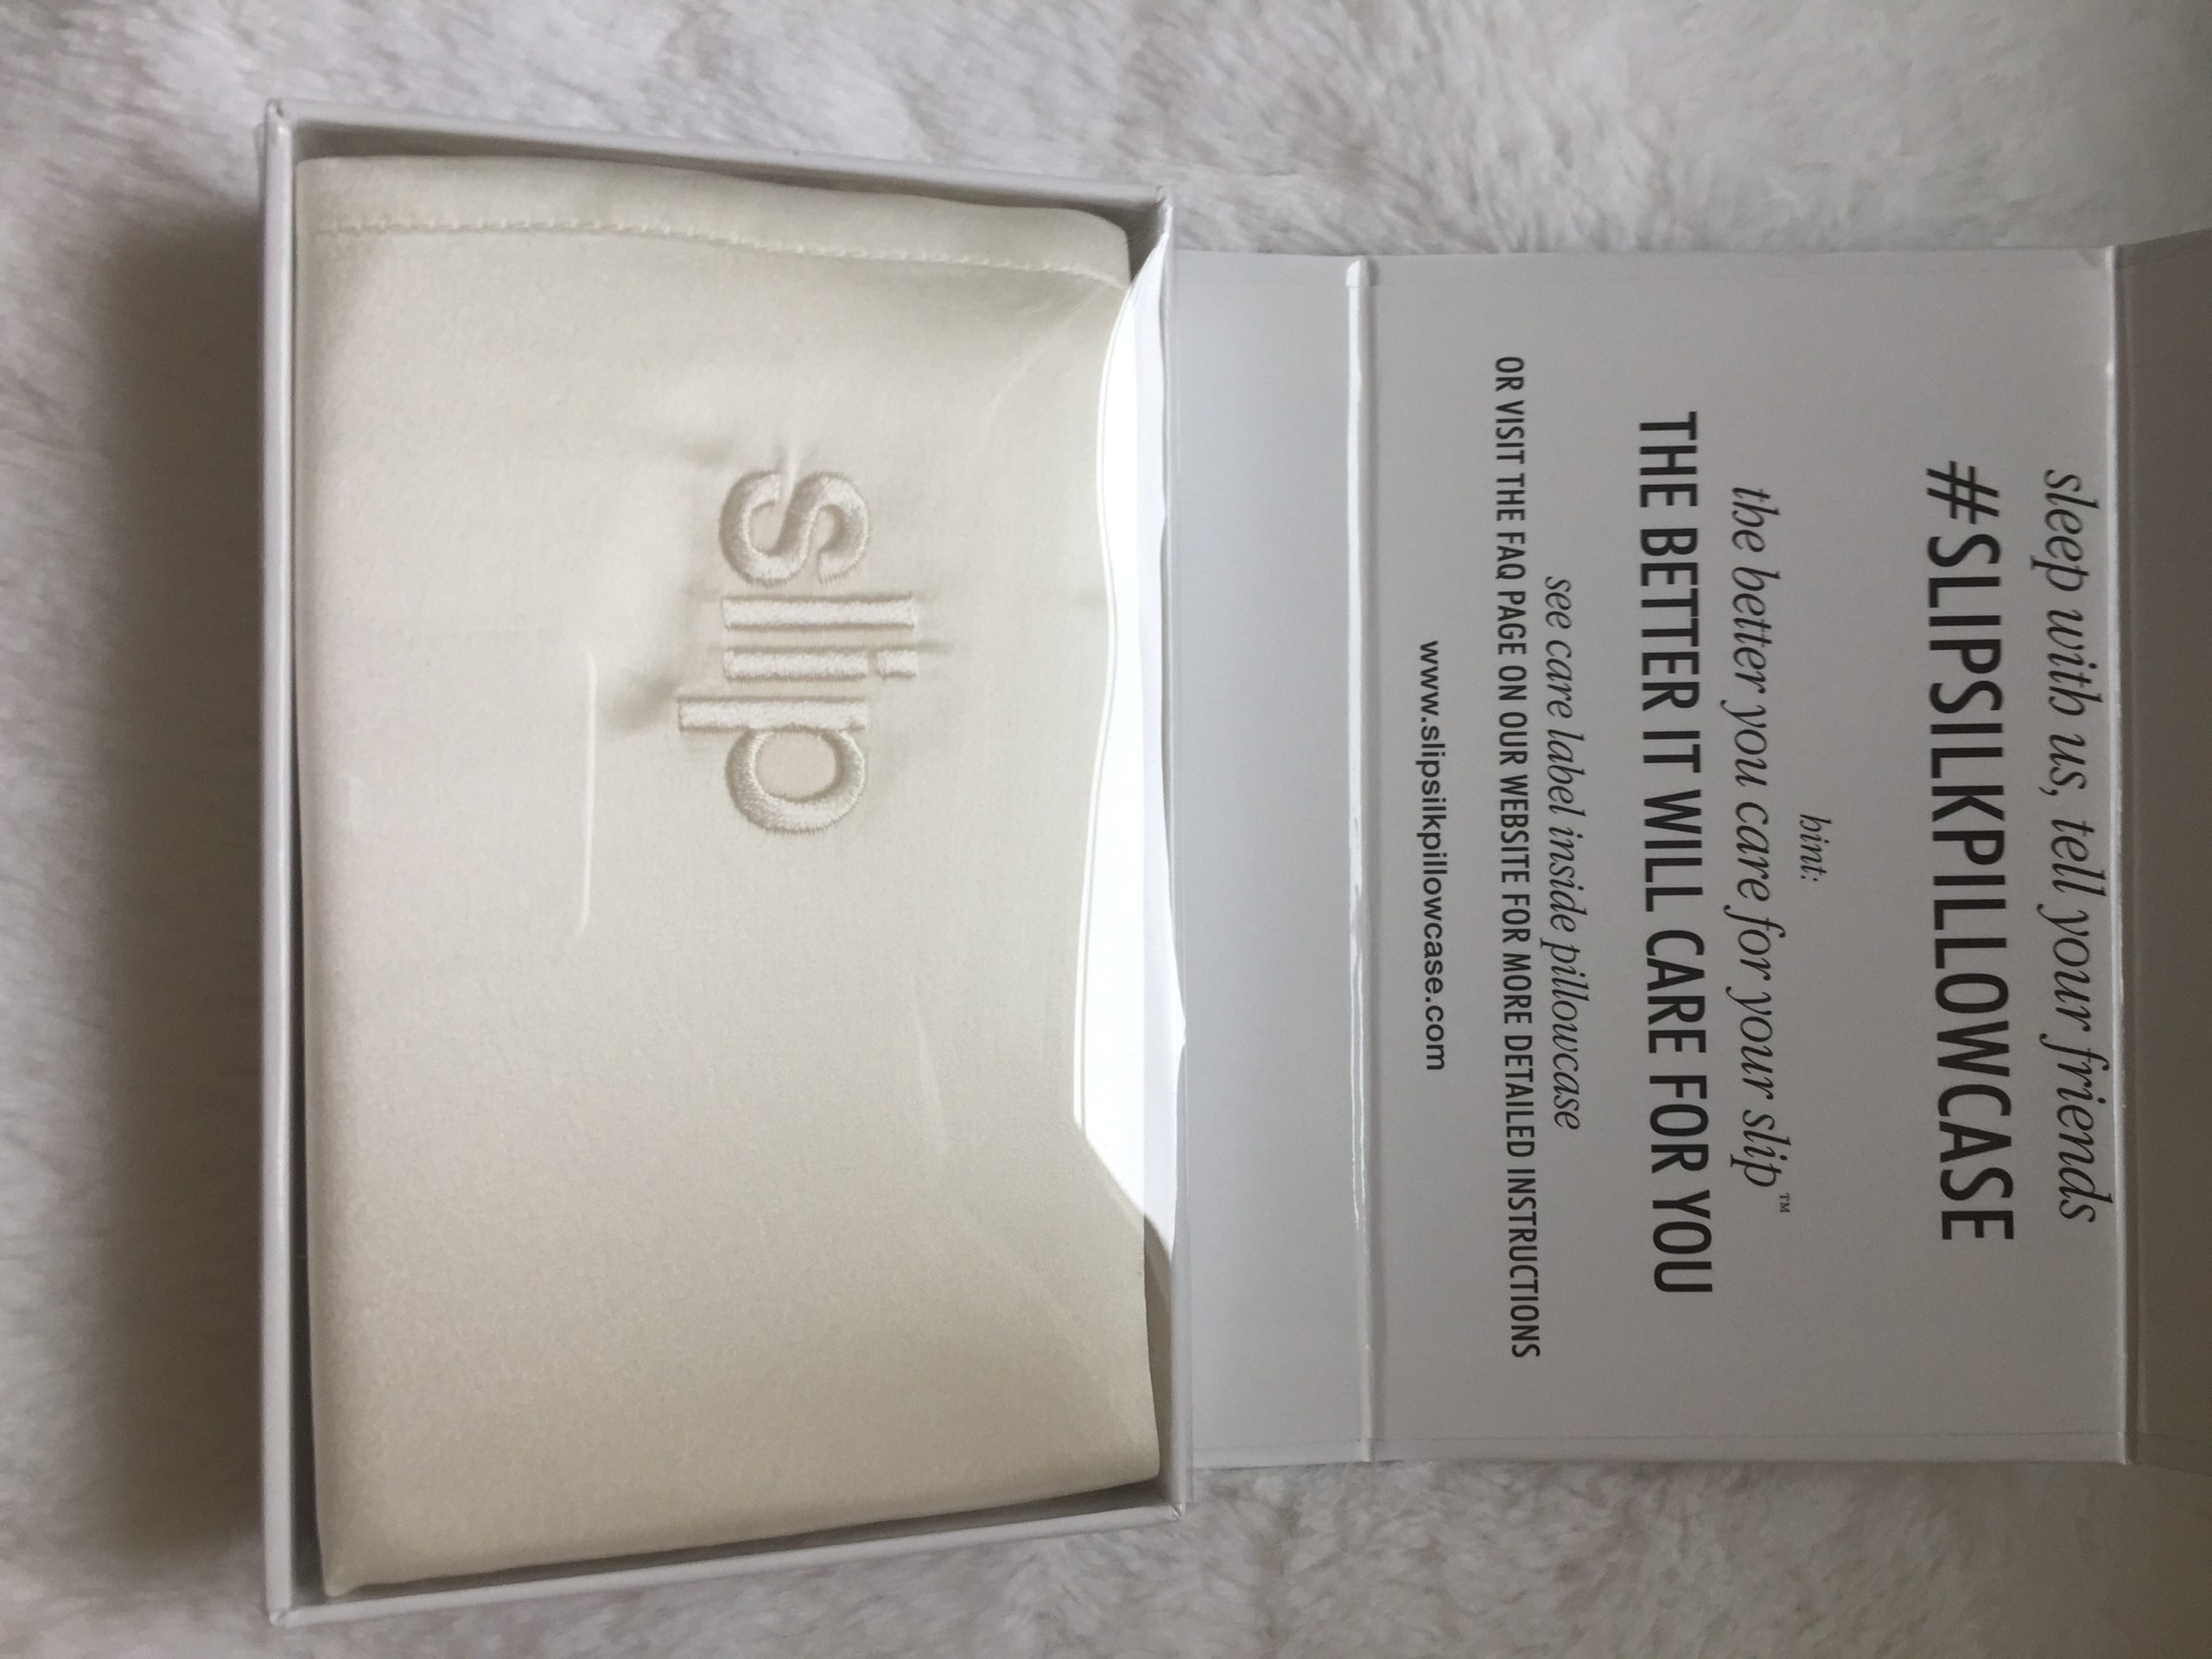 sleep with us, tell your friends
#SLIPSILKPILLOWCASE
hint:
the better you care for your slip™
THE BETTER IT WILL CARE FOR YOU
see care label inside pillowcase
OR VISIT THE FAQ PAGE ON OUR WEBSITE FOR MORE DETAILED INSTRUCTIONS
www.slipsilkpillowcase.com
slip